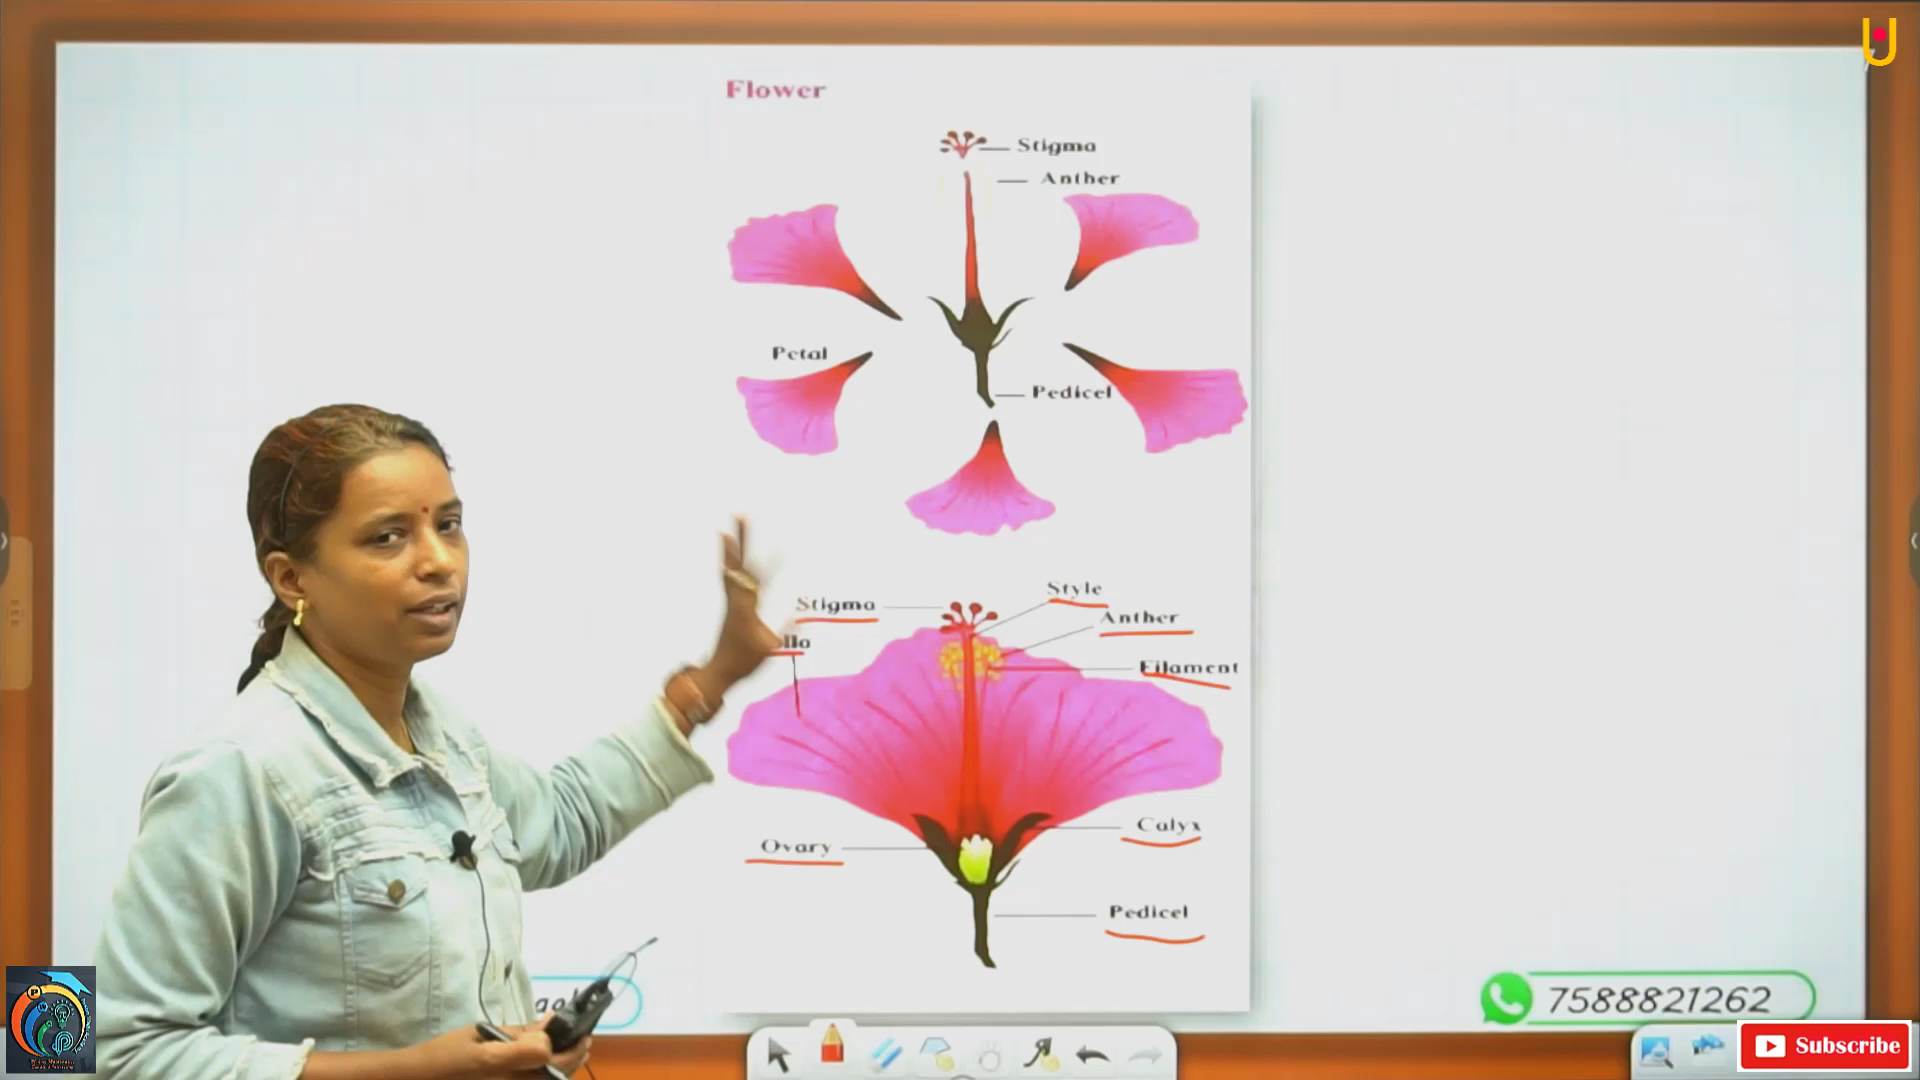 Flower
Stigma
Anther
Petal
Pedicel
Style
Stigma
Anther
Filament
Calyx
Ovary
Pedicel
7588821262
Subscribe